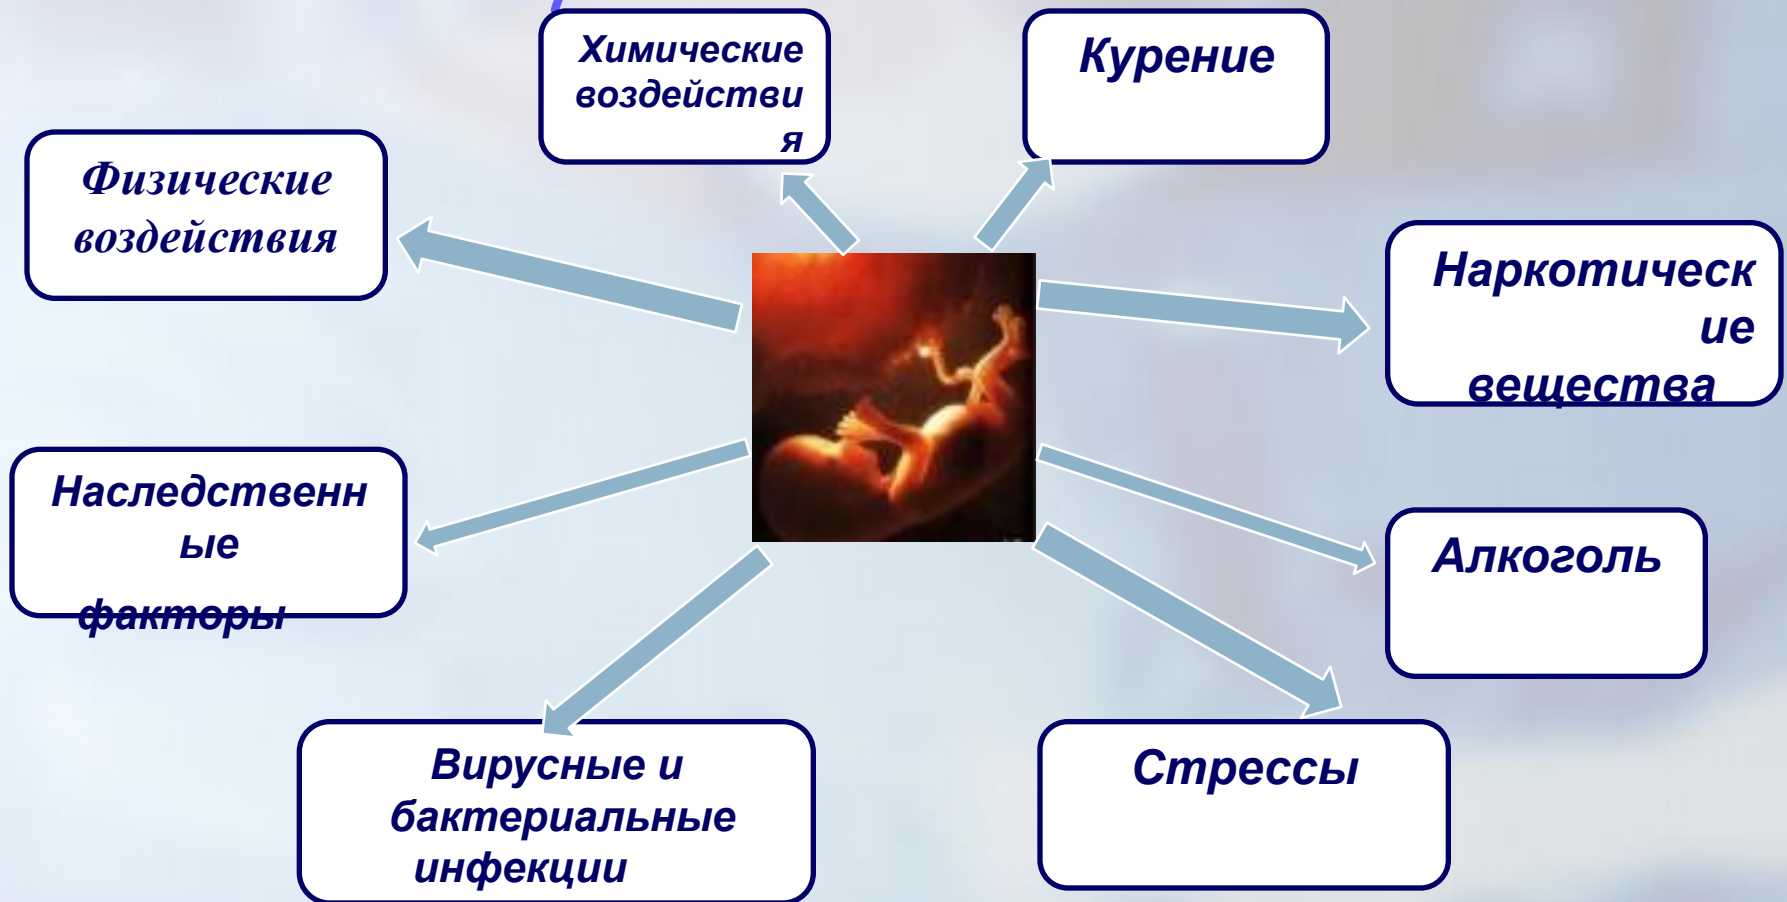 Химические
воздействи
я
Курение
Физические
воздействия
Наркотическ
ие
вещества
Наследственн
ые
факторы
Алкоголь
Вирусные и
бактериальные
инфекции
Стрессы